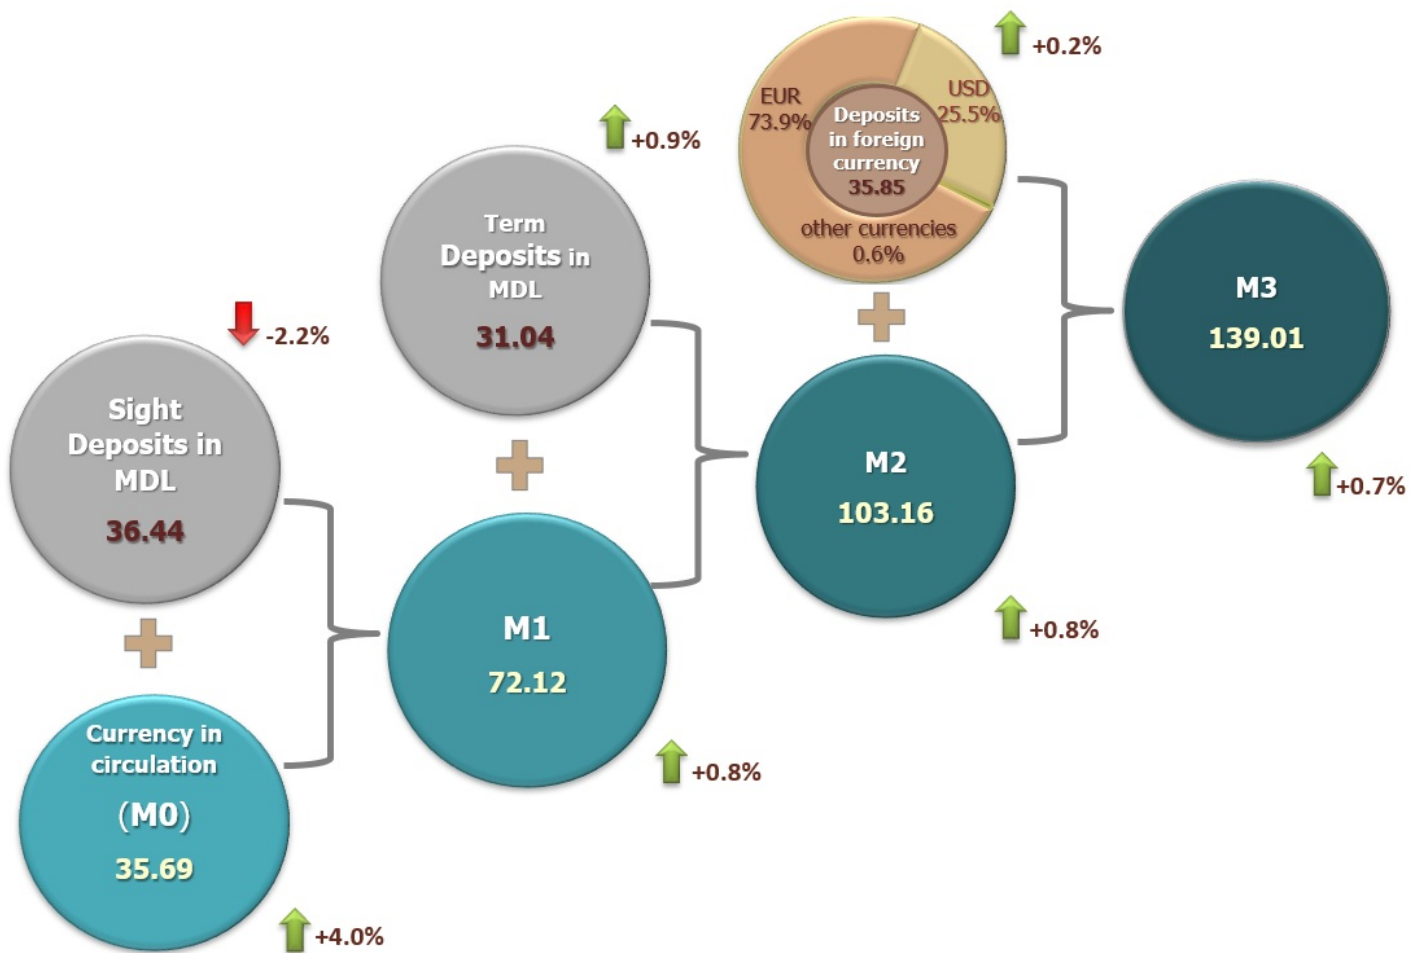 Sight
Deposits in
MDL
36.44
-2.2%
Currency in
circulation
(M0)
35.69
+4.0%
Term
Deposits in
MDL
31.04
+0.9%
M1
72.12
+0.8%
EUR
73.9%
USD
25.5%
Deposits
in foreign
currency
35.85
other currencies
0.6%
+0.2%
M2
103.16
+0.8%
M3
139.01
+0.7%